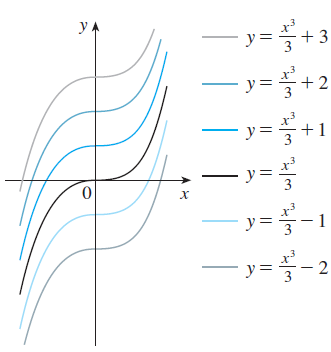 y
0
x
y = x³/3 + 3
y = x³/3 + 2
y = x³/3 + 1
y = x³/3
y = x³/3 − 1
y = x³/3 − 2